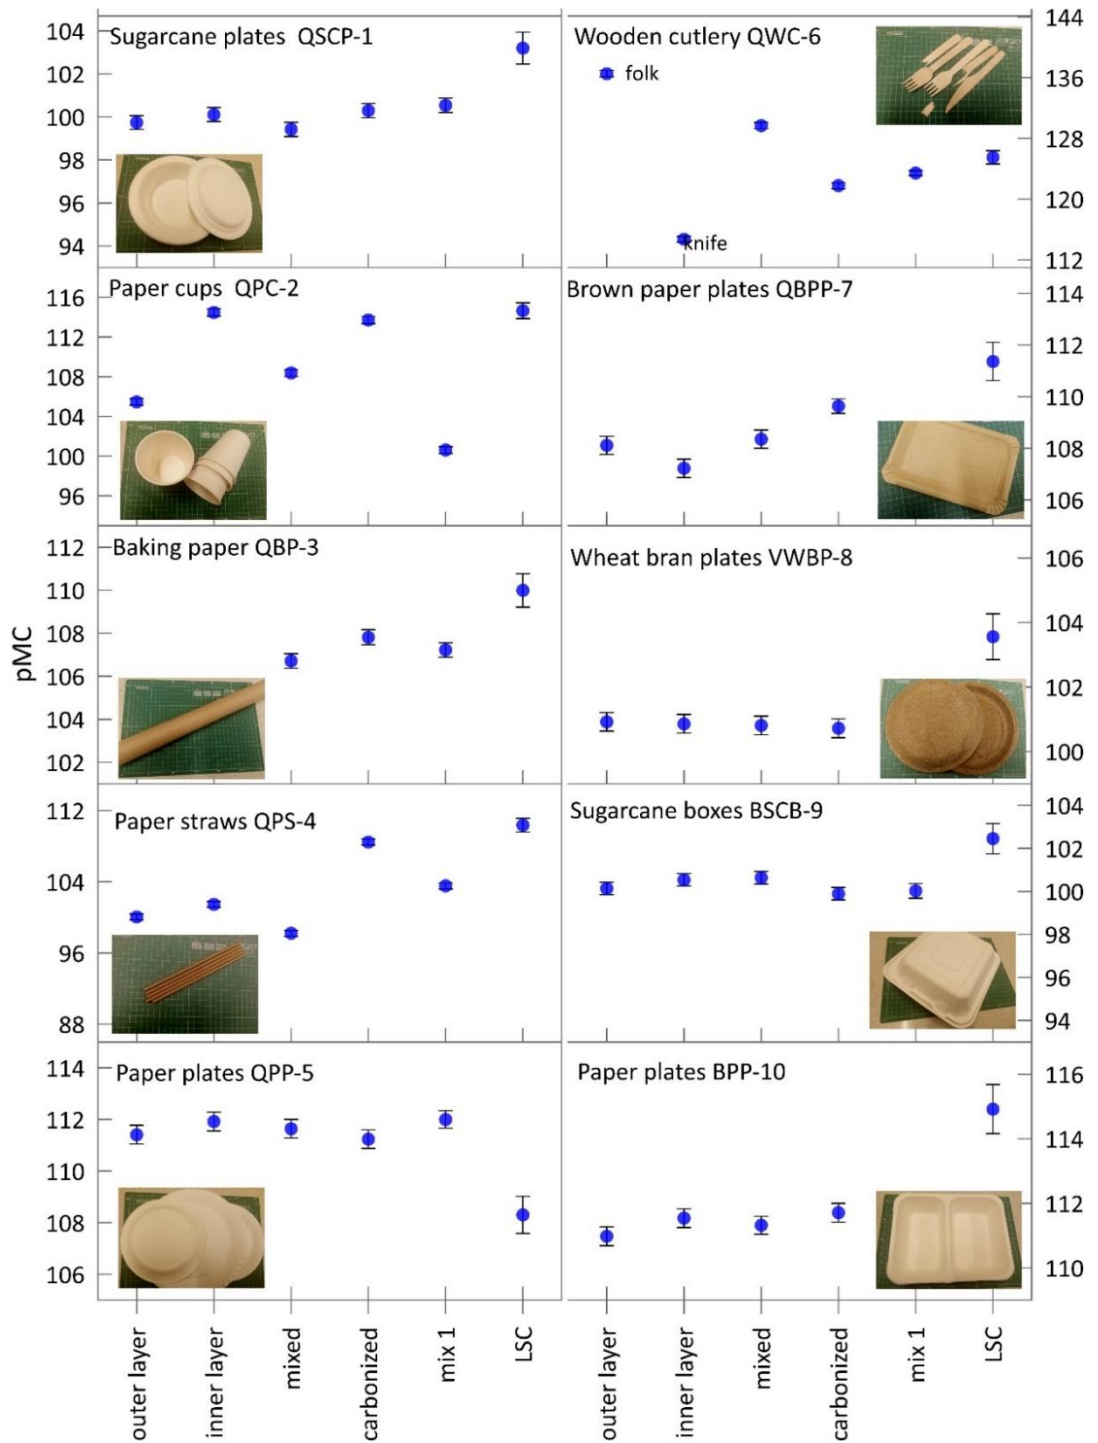 104
Sugarcane plates QSCP-1
102
100
98
96
94
144
Wooden cutlery QWC-6
folk
136
128
120
knife
112
Paper cups QPC-2
116
112
108
104
100
96
Brown paper plates QBPP-7
114
112
110
108
106
112
Baking paper QBP-3
110
108
106
104
102
pMC
Wheat bran plates VWBP-8
106
104
102
100
112
Paper straws QPS-4
104
96
88
Sugarcane boxes BSCB-9
104
102
100
98
96
94
114
Paper plates QPP-5
112
110
108
106
Paper plates BPP-10
116
114
112
110
outer layer
inner layer
mixed
carbonized
mix 1
LSC
outer layer
inner layer
mixed
carbonized
mix 1
LSC